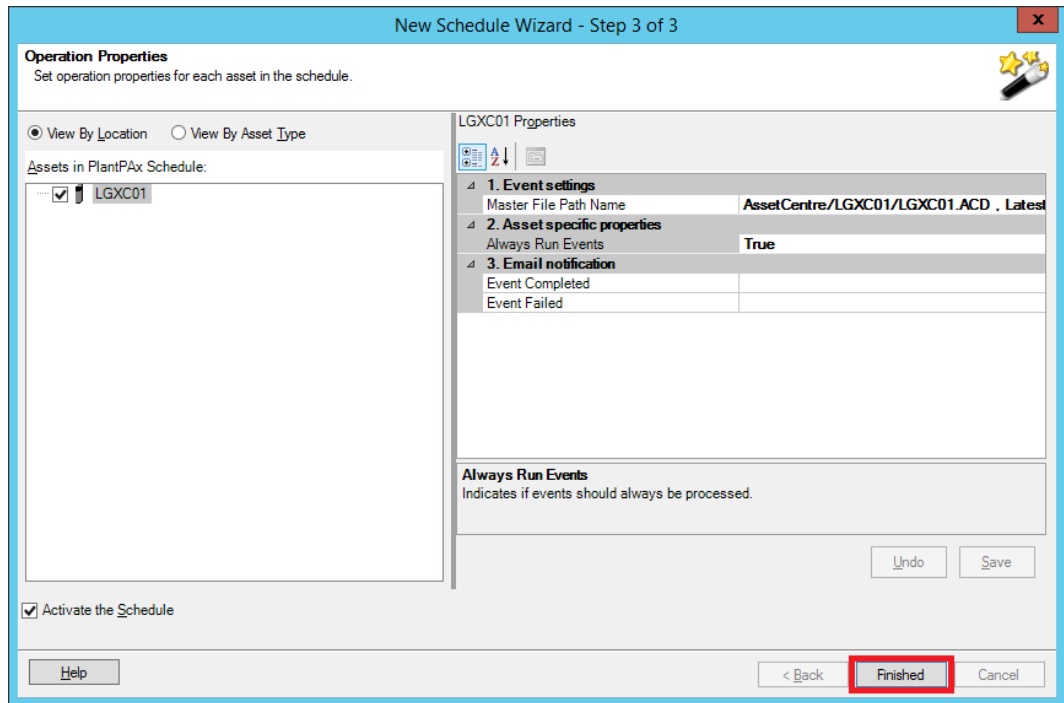 New Schedule Wizard - Step 3 of 3
x
Operation Properties
Set operation properties for each asset in the schedule.
View By Location View By Asset Type
Assets in PlantPAx Schedule:
LGXC01
LGXC01 Properties
1. Event settings
Master File Path Name AssetCentre/LGXC01/LGXC01.ACD , Latest
2. Asset specific properties
Always Run Events True
3. Email notification
Event Completed
Event Failed
Always Run Events
Indicates if events should always be processed.
Undo Save
Activate the Schedule
Help < Back Finished Cancel